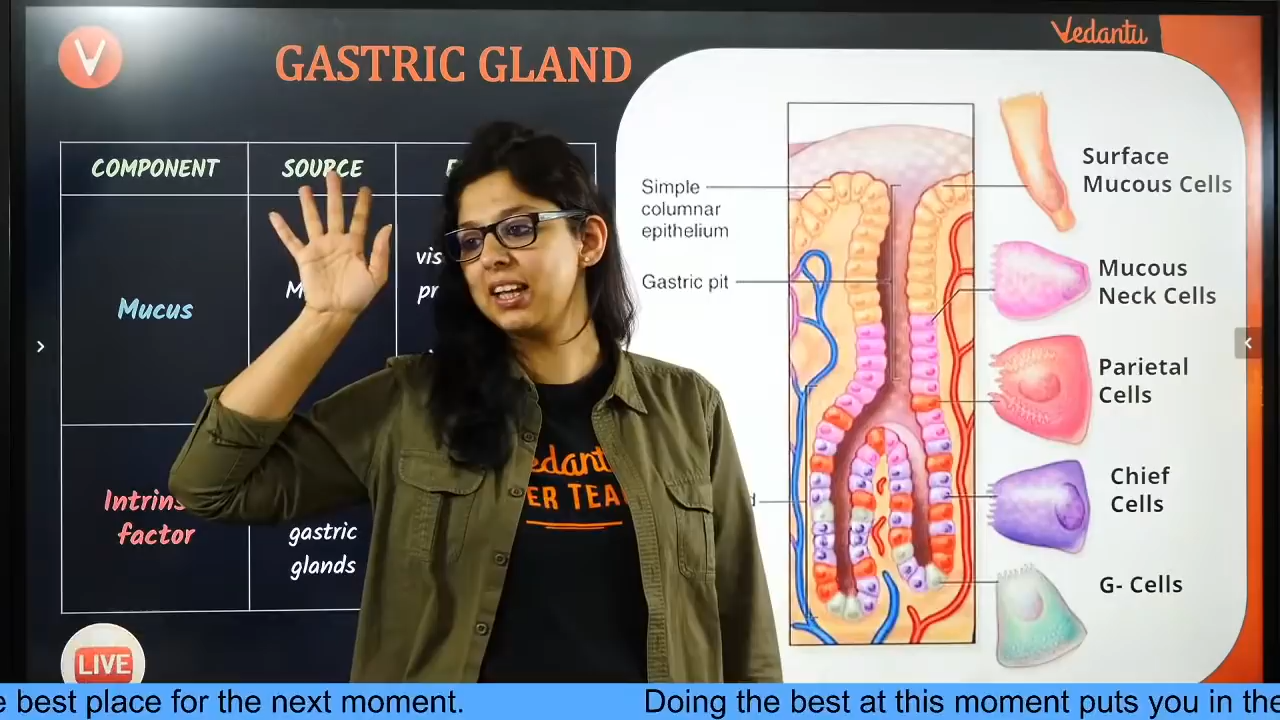 Vedantu
GASTRIC GLAND
COMPONENT
SOURCE
Mucus
gastric
glands
factor
Simple
columnar
epithelium
Gastric pit
Surface
Mucous Cells
Mucous
Neck Cells
Parietal
Cells
Chief
Cells
G- Cells
LIVE
best place for the next moment.
Doing the best at this moment puts you in the